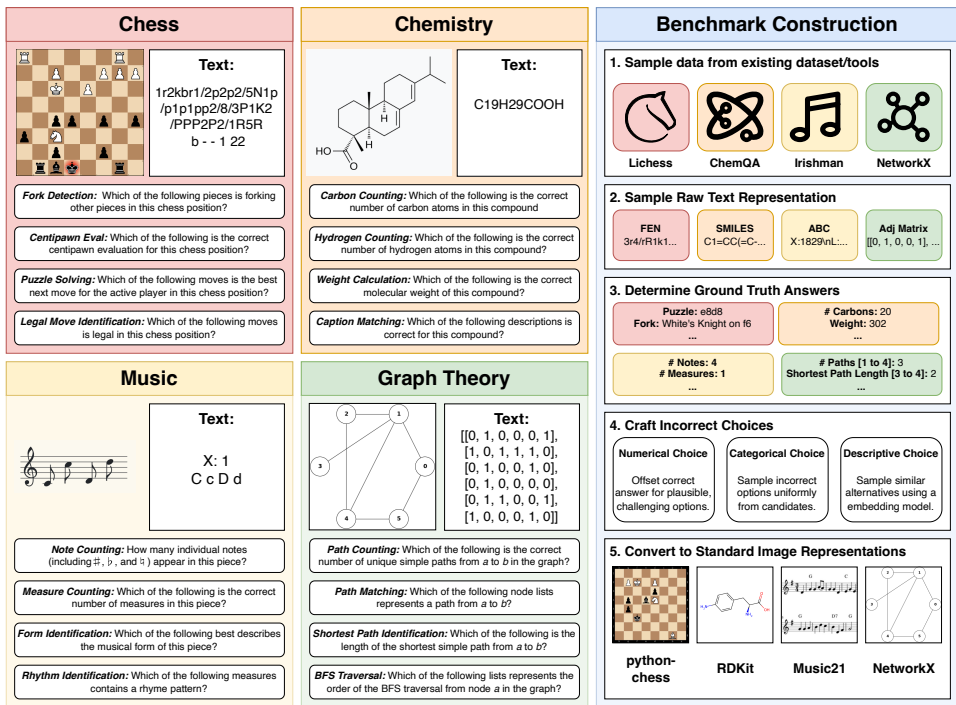 Chess
Text:
1r2kbr1/2p2p2/5N1p
/p1p1pp2/8/3P1K2
/PPP2P2/1R5R
b - - 1 22
Fork Detection: Which of the following pieces is forking
other pieces in this chess position?
Centipawn Eval: Which of the following is the correct
centipawn evaluation for this chess position?
Puzzle Solving: Which of the following moves is the best
next move for the active player in this chess position?
Legal Move Identification: Which of the following moves
is legal in this chess position?
Chemistry
HO
O
H
H
Text:
C19H29COOH
Carbon Counting: Which of the following is the correct
number of carbon atoms in this compound
Hydrogen Counting: Which of the following is the correct
number of hydrogen atoms in this compound?
Weight Calculation: Which of the following is the correct
molecular weight of this compound?
Caption Matching: Which of the following descriptions is
correct for this compound?
Music
Text:
X: 1
C c D d
Note Counting: How many individual notes
(including ♯, ♭, and ♮) appear in this piece?
Measure Counting: Which of the following is the correct
number of measures in this piece?
Form Identification: Which of the following best describes
the musical form of this piece?
Rhythm Identification: Which of the following measures
contains a rhyme pattern?
Graph Theory
2
1
3
0
4
5
Text:
[[0, 1, 0, 0, 0, 1],
[1, 0, 1, 1, 1, 0],
[0, 1, 0, 0, 1, 0],
[0, 1, 0, 0, 0, 0],
[0, 1, 1, 0, 0, 1],
[1, 0, 0, 0, 1, 0]]
Path Counting: Which of the following is the correct
number of unique simple paths from a to b in the graph?
Path Matching: Which of the following node lists
represents a path from a to b?
Shortest Path Identification: Which of the following is the
length of the shortest simple path from a to b?
BFS Traversal: Which of the following lists represents the
order of the BFS traversal from node a in the graph?
Benchmark Construction
1. Sample data from existing dataset/tools
Lichess
ChemQA
Irishman
NetworkX
2. Sample Raw Text Representation
FEN
3r4/rR1k1...
SMILES
C1=CC(=C-...
ABC
X:1829\nL:...
Adj Matrix
[[0, 1, 0, 0, 1], ...
3. Determine Ground Truth Answers
Puzzle: e8d8
Fork: White's Knight on f6
...
# Carbons: 20
Weight: 302
...
# Notes: 4
# Measures: 1
...
# Paths [1 to 4]: 3
Shortest Path Length [3 to 4]: 2
...
4. Craft Incorrect Choices
Numerical Choice
Offset correct
answer for plausible,
challenging options.
Categorical Choice
Sample incorrect
options uniformly
from candidates.
Descriptive Choice
Sample similar
alternatives using a
embedding model.
5. Convert to Standard Image Representations
G
C
G
D7
G
python-
chess
RDKit
Music21
NetworkX